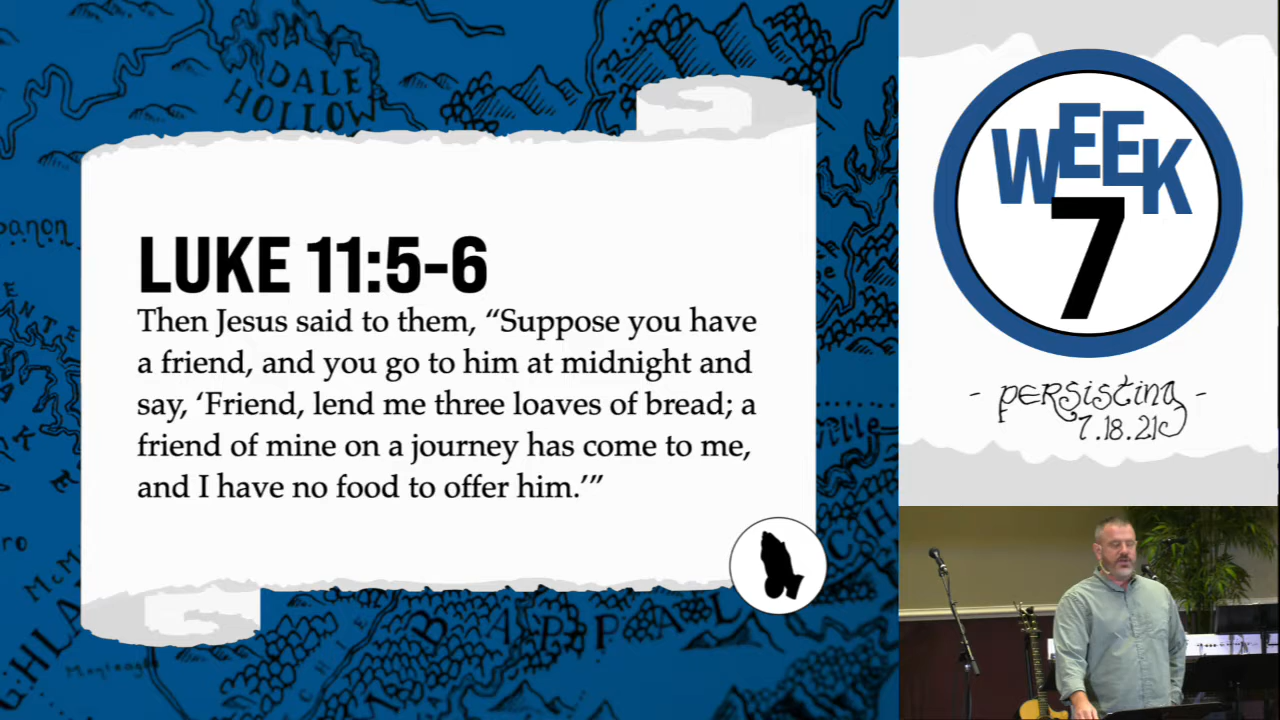 DALE
HOLLOW
LUKE 11:5-6
Then Jesus said to them, “Suppose you have
a friend, and you go to him at midnight and
say, ‘Friend, lend me three loaves of bread; a
friend of mine on a journey has come to me,
and I have no food to offer him.’”
WEEK
7
- PERSISTING -
7.18.21